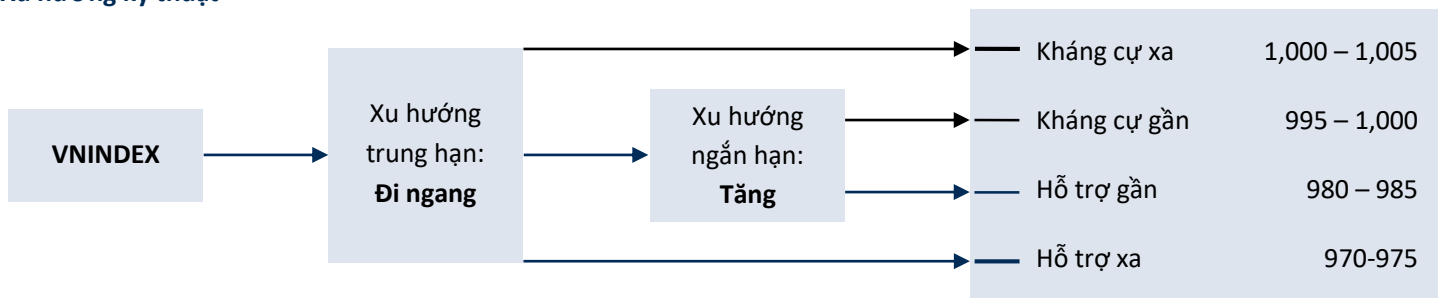 VNINDEX
Xu hướng
trung hạn:
Đi ngang
Xu hướng
ngắn hạn:
Tăng
Kháng cự xa 1,000 – 1,005
Kháng cự gần 995 – 1,000
Hỗ trợ gần 980 – 985
Hỗ trợ xa 970-975